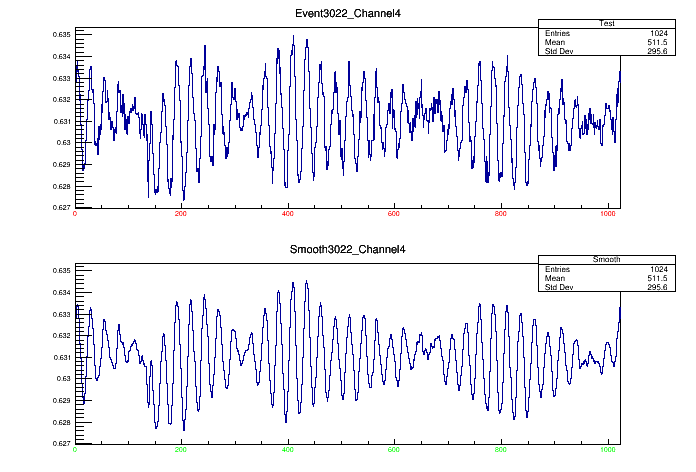 Event3022_Channel4
Test
Entries 1024
Mean 511.5
Std Dev 295.6
0.635
0.634
0.633
0.632
0.631
0.63
0.629
0.628
0.627
0 200 400 600 800 1000
Smooth3022_Channel4
Smooth
Entries 1024
Mean 511.5
Std Dev 295.6
0.635
0.634
0.633
0.632
0.631
0.63
0.629
0.628
0.627
0 200 400 600 800 1000